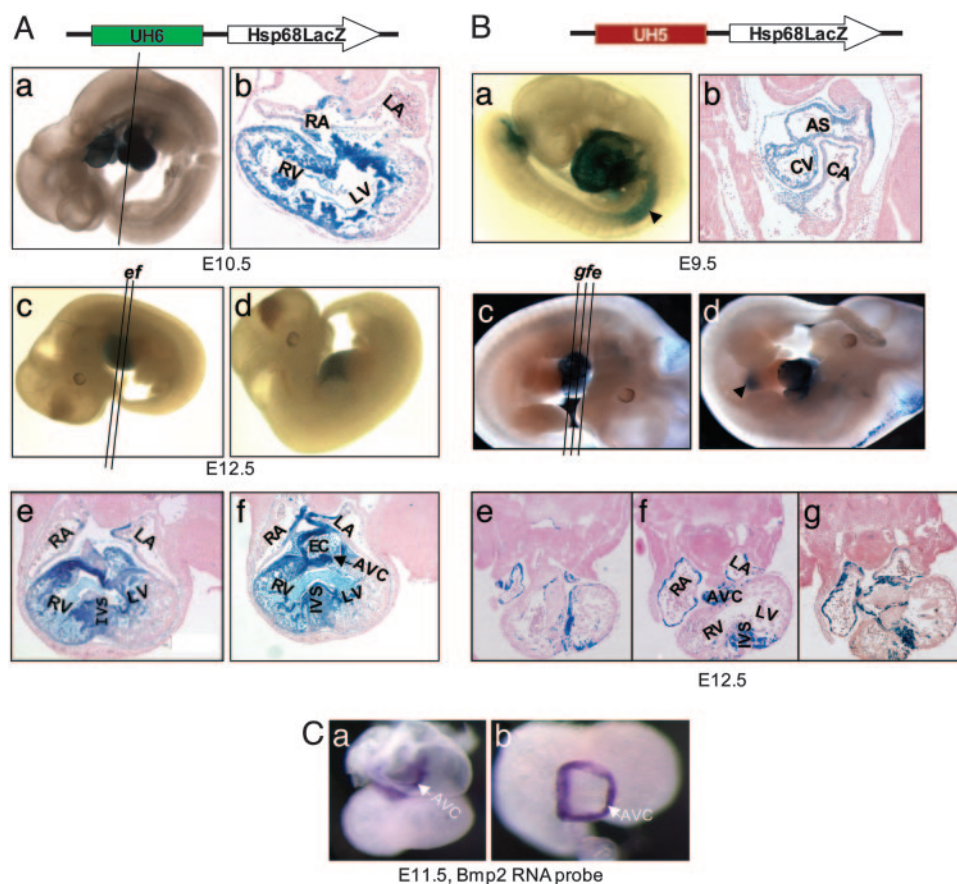 A
UH6
Hsp68LacZ
B
UH5
Hsp68LacZ
a
b
LA
RA
RV
LV
a
b
AS
CV
CA
E10.5
E9.5
ef
gfe
c
d
c
d
E12.5
e
RA
LA
RV
IVS
LV
f
RA
LA
EC
AVC
RV
IVS
LV
e
f
LA
RA
AVC
LV
RV
IVS
g
E12.5
C
a
AVC
b
AVC
E11.5, Bmp2 RNA probe